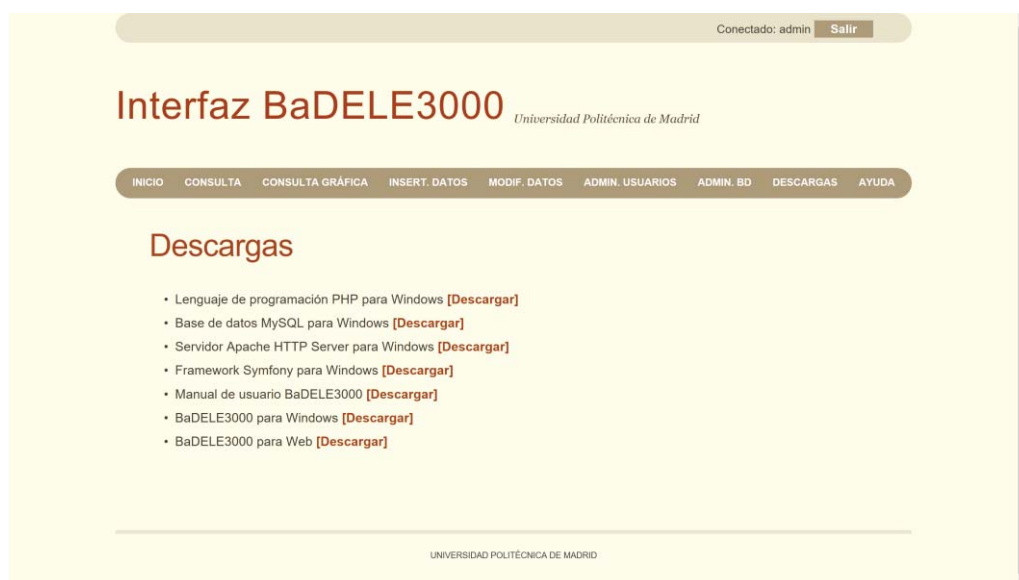 Conectado: admin Salir
Interfaz BaDELE3000 Universidad Politécnica de Madrid
INICIO CONSULTA CONSULTA GRÁFICA INSERT. DATOS MODIF. DATOS ADMIN. USUARIOS ADMIN. BD DESCARGAS AYUDA
Descargas
• Lenguaje de programación PHP para Windows [Descargar]
• Base de datos MySQL para Windows [Descargar]
• Servidor Apache HTTP Server para Windows [Descargar]
• Framework Symfony para Windows [Descargar]
• Manual de usuario BaDELE3000 [Descargar]
• BaDELE3000 para Windows [Descargar]
• BaDELE3000 para Web [Descargar]
UNIVERSIDAD POLITÉCNICA DE MADRID